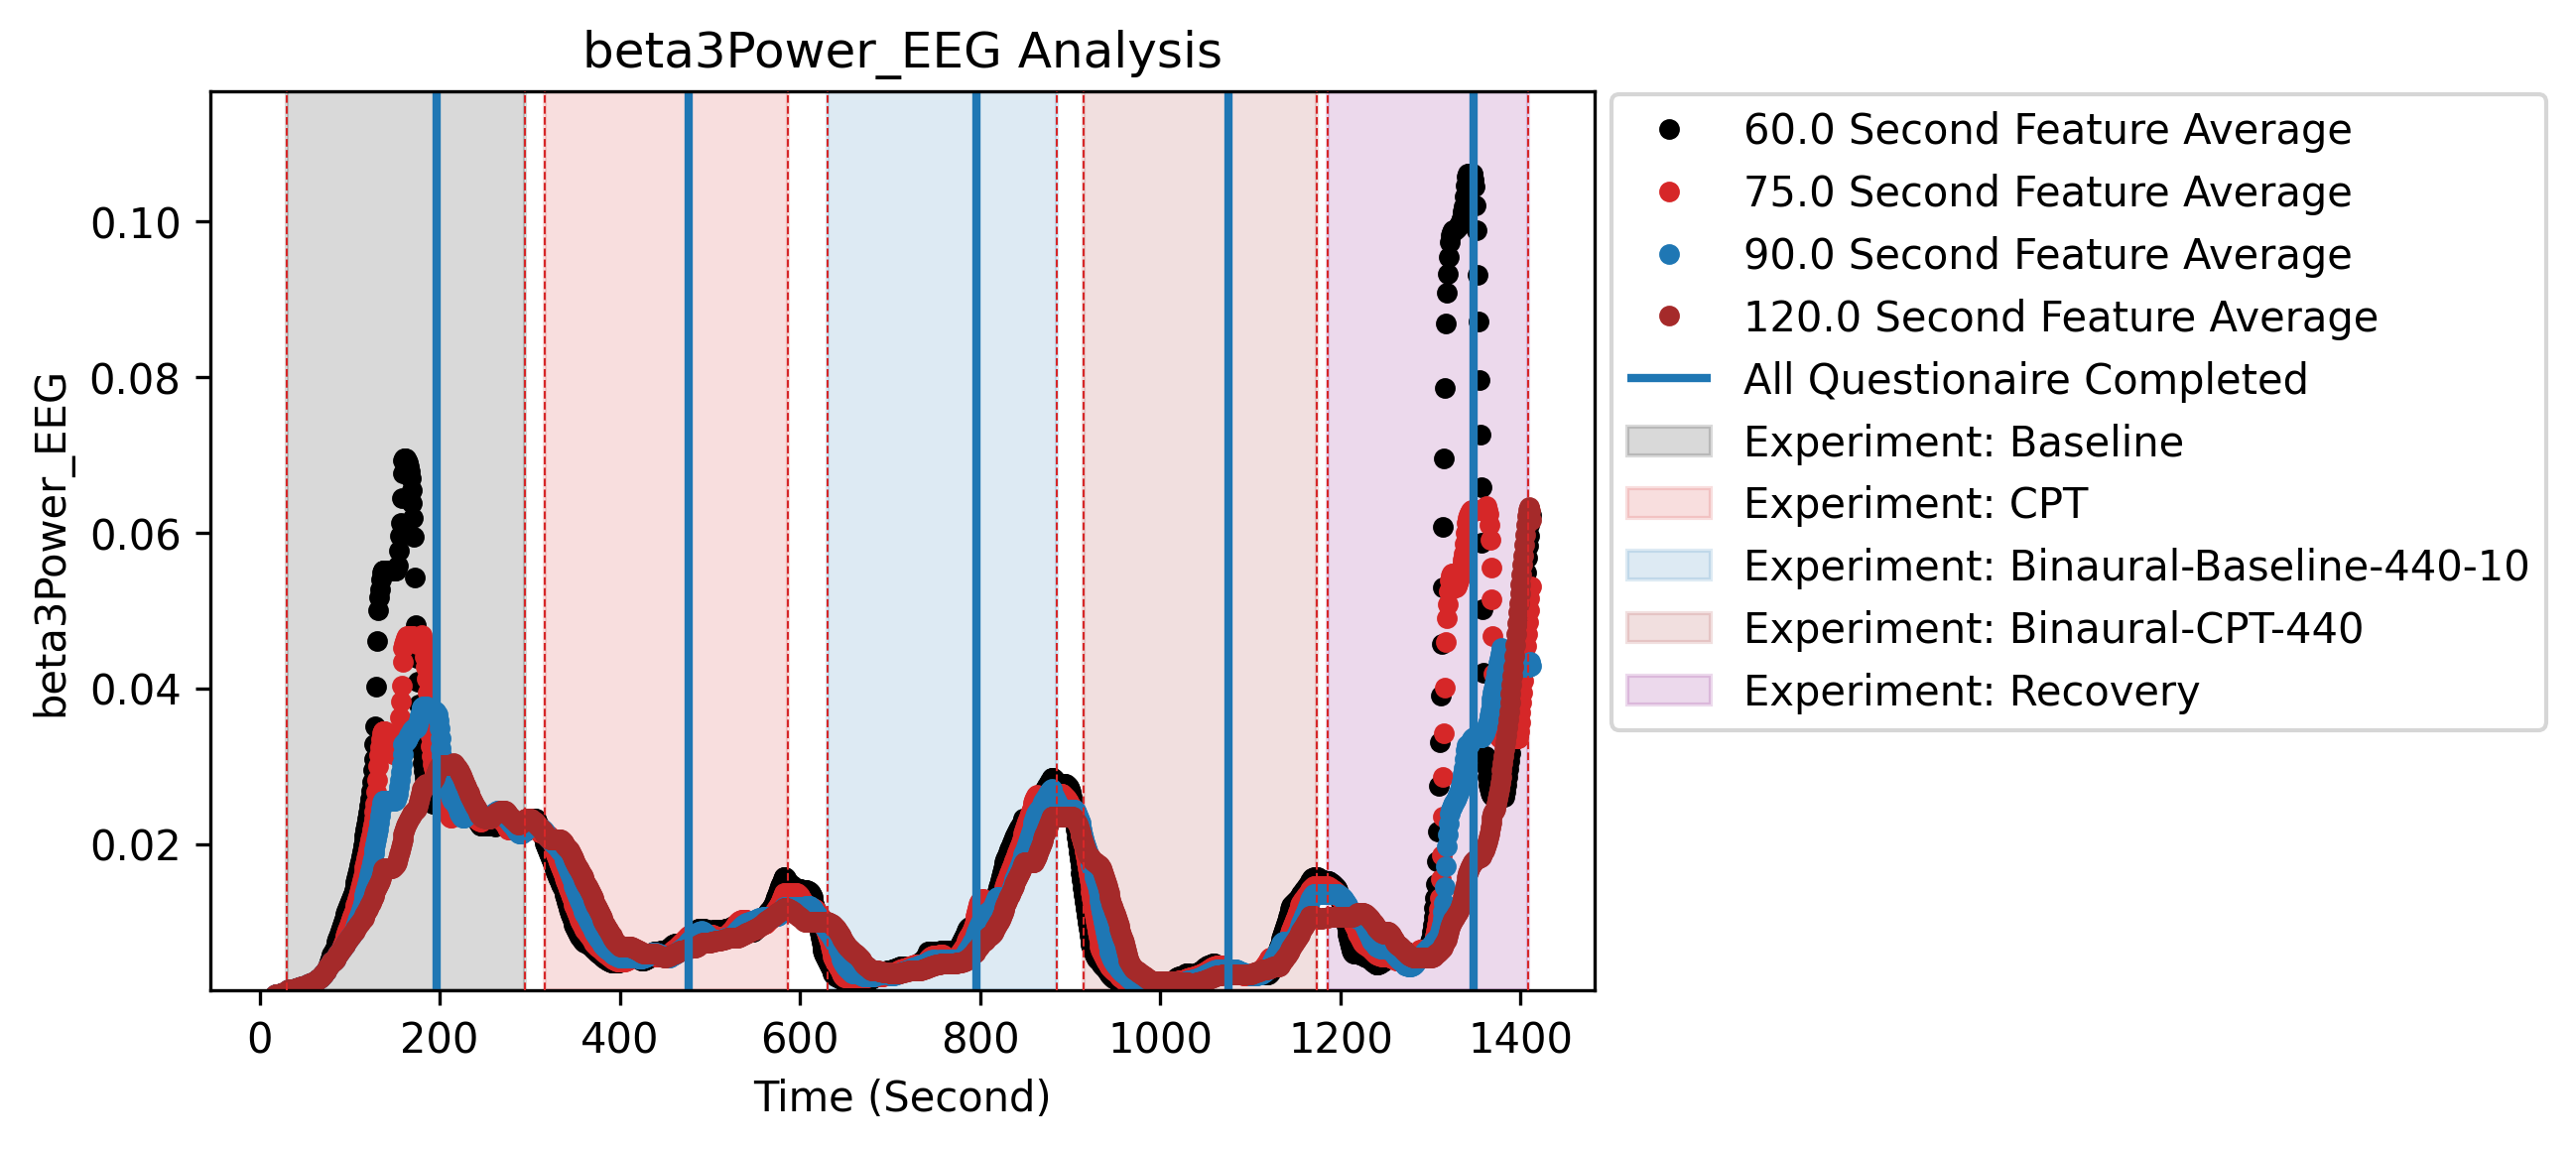 beta3Power_EEG Analysis
beta3Power_EEG
0.10
0.08
0.06
0.04
0.02
0 200 400 600 800 1000 1200 1400
Time (Second)
60.0 Second Feature Average
75.0 Second Feature Average
90.0 Second Feature Average
120.0 Second Feature Average
All Questionaire Completed
Experiment: Baseline
Experiment: CPT
Experiment: Binaural-Baseline-440-10
Experiment: Binaural-CPT-440
Experiment: Recovery